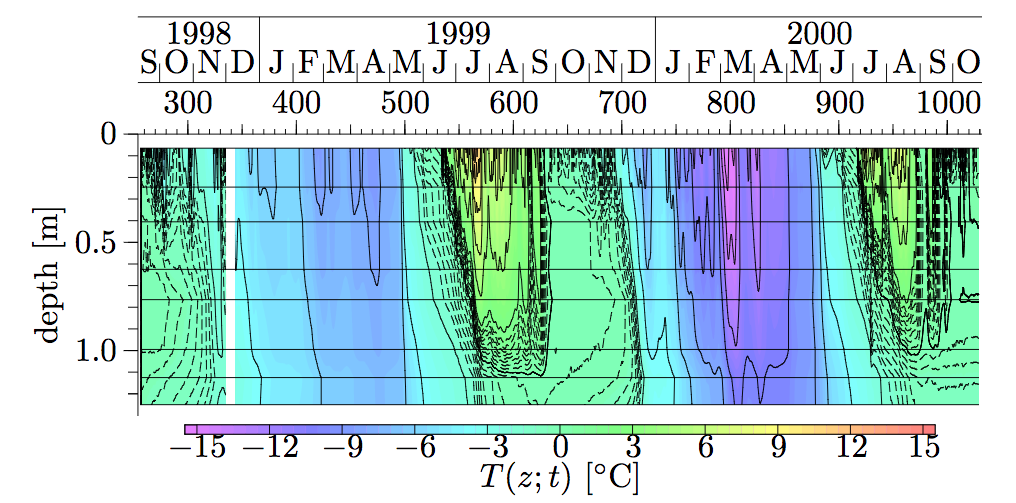 1998 1999 2000
S O N D J F M A M J J A S O N D J F M A M J J A S O
300 400 500 600 700 800 900 1000
0
0.5
1.0
depth [m]
−15 −12 −9 −6 −3 0 3 6 9 12 15
T(z;t) [°C]